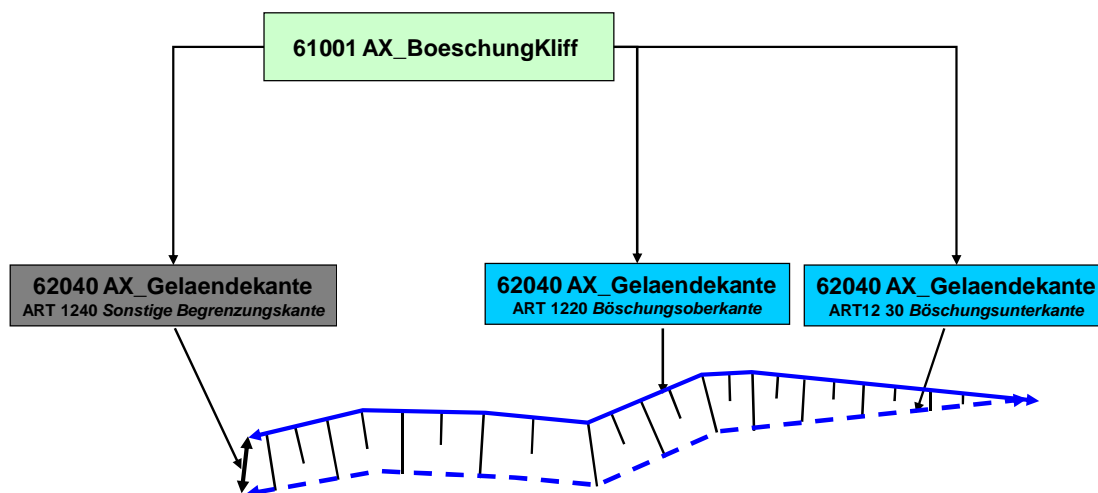 61001 AX_BoeschungKliff
62040 AX_Gelaendekante
ART 1240 Sonstige Begrenzungskante
62040 AX_Gelaendekante
ART 1220 Böschungsoberkante
62040 AX_Gelaendekante
ART12 30 Böschungsunterkante